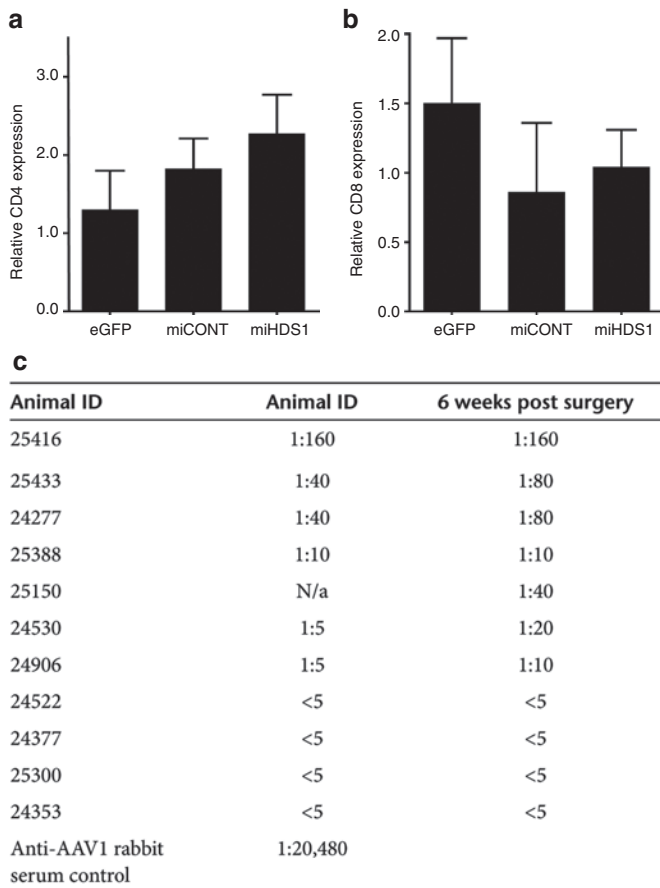 a
Relative CD4 expression
3.0
2.0
1.0
0.0
eGFP miCONT miHDS1
b
Relative CD8 expression
2.0
1.5
1.0
0.5
0.0
eGFP miCONT miHDS1
c
Animal ID Animal ID 6 weeks post surgery
25416 1:160 1:160
25433 1:40 1:80
24277 1:40 1:80
25388 1:10 1:10
25150 N/a 1:40
24530 1:5 1:20
24906 1:5 1:10
24522 <5 <5
24377 <5 <5
25300 <5 <5
24353 <5 <5
Anti-AAV1 rabbit 1:20,480
serum control